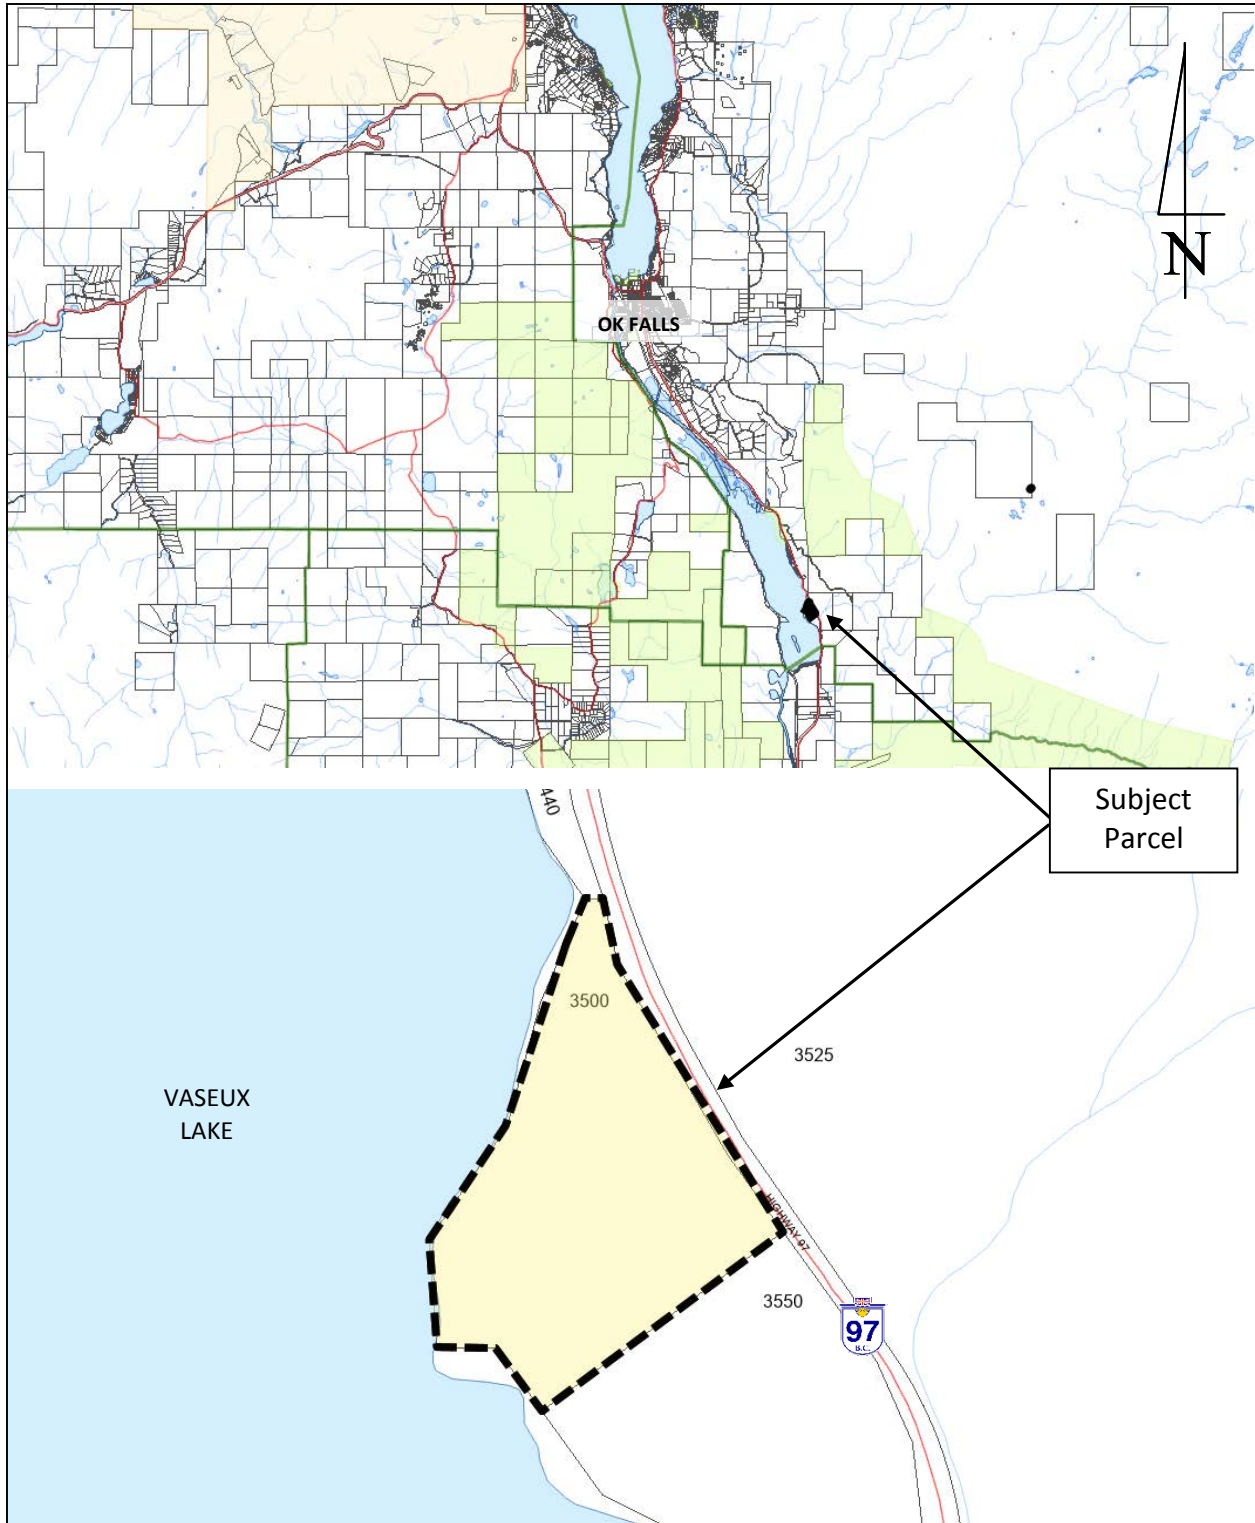 N
OK FALLS
Subject
Parcel
440
3500
3525
VASEUX
LAKE
HIGHWAY 97
3550
97
B.C.